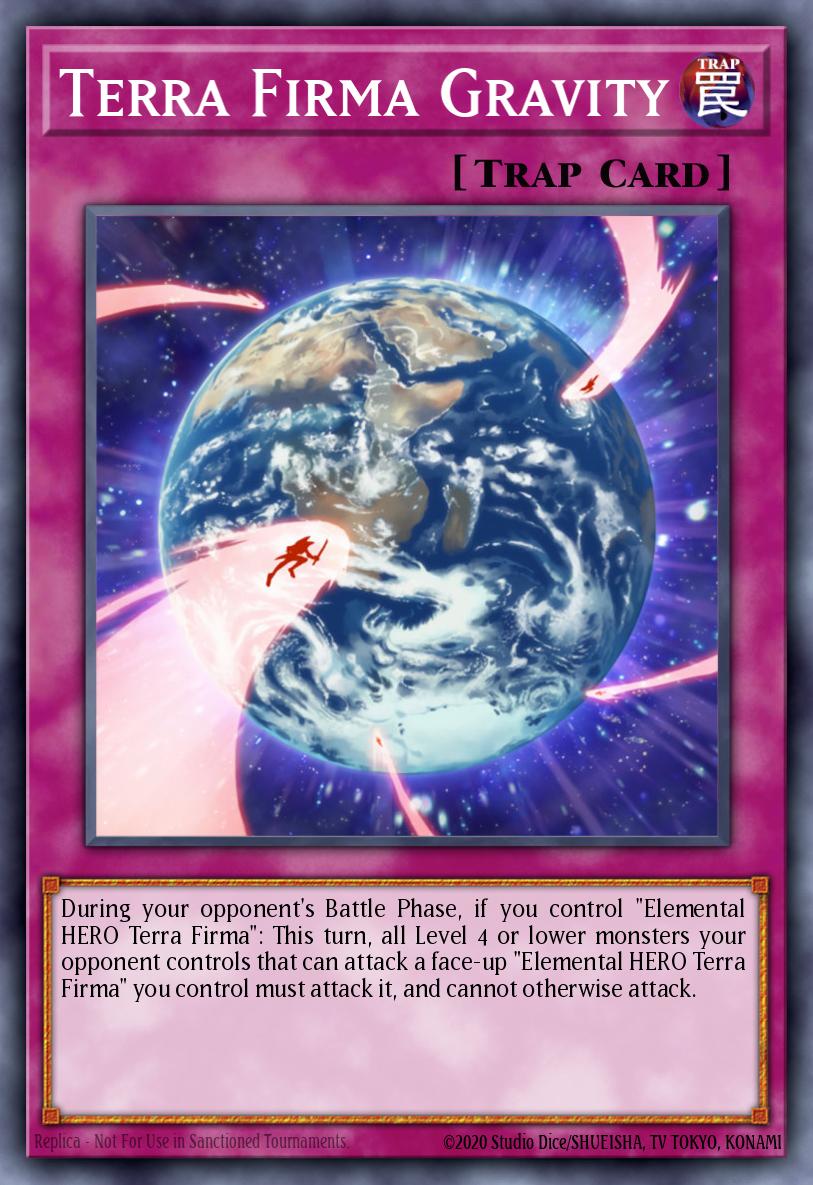 TERRA FIRMA GRAVITY
TRAP
罠
[TRAP CARD]
During your opponent's Battle Phase, if you control "Elemental
HERO Terra Firma": This turn, all Level 4 or lower monsters your
opponent controls that can attack a face-up "Elemental HERO Terra
Firma" you control must attack it, and cannot otherwise attack.
Replica - Not For Use in Sanctioned Tournaments.
©2020 Studio Dice/SHUEISHA, TV TOKYO, KONAMI